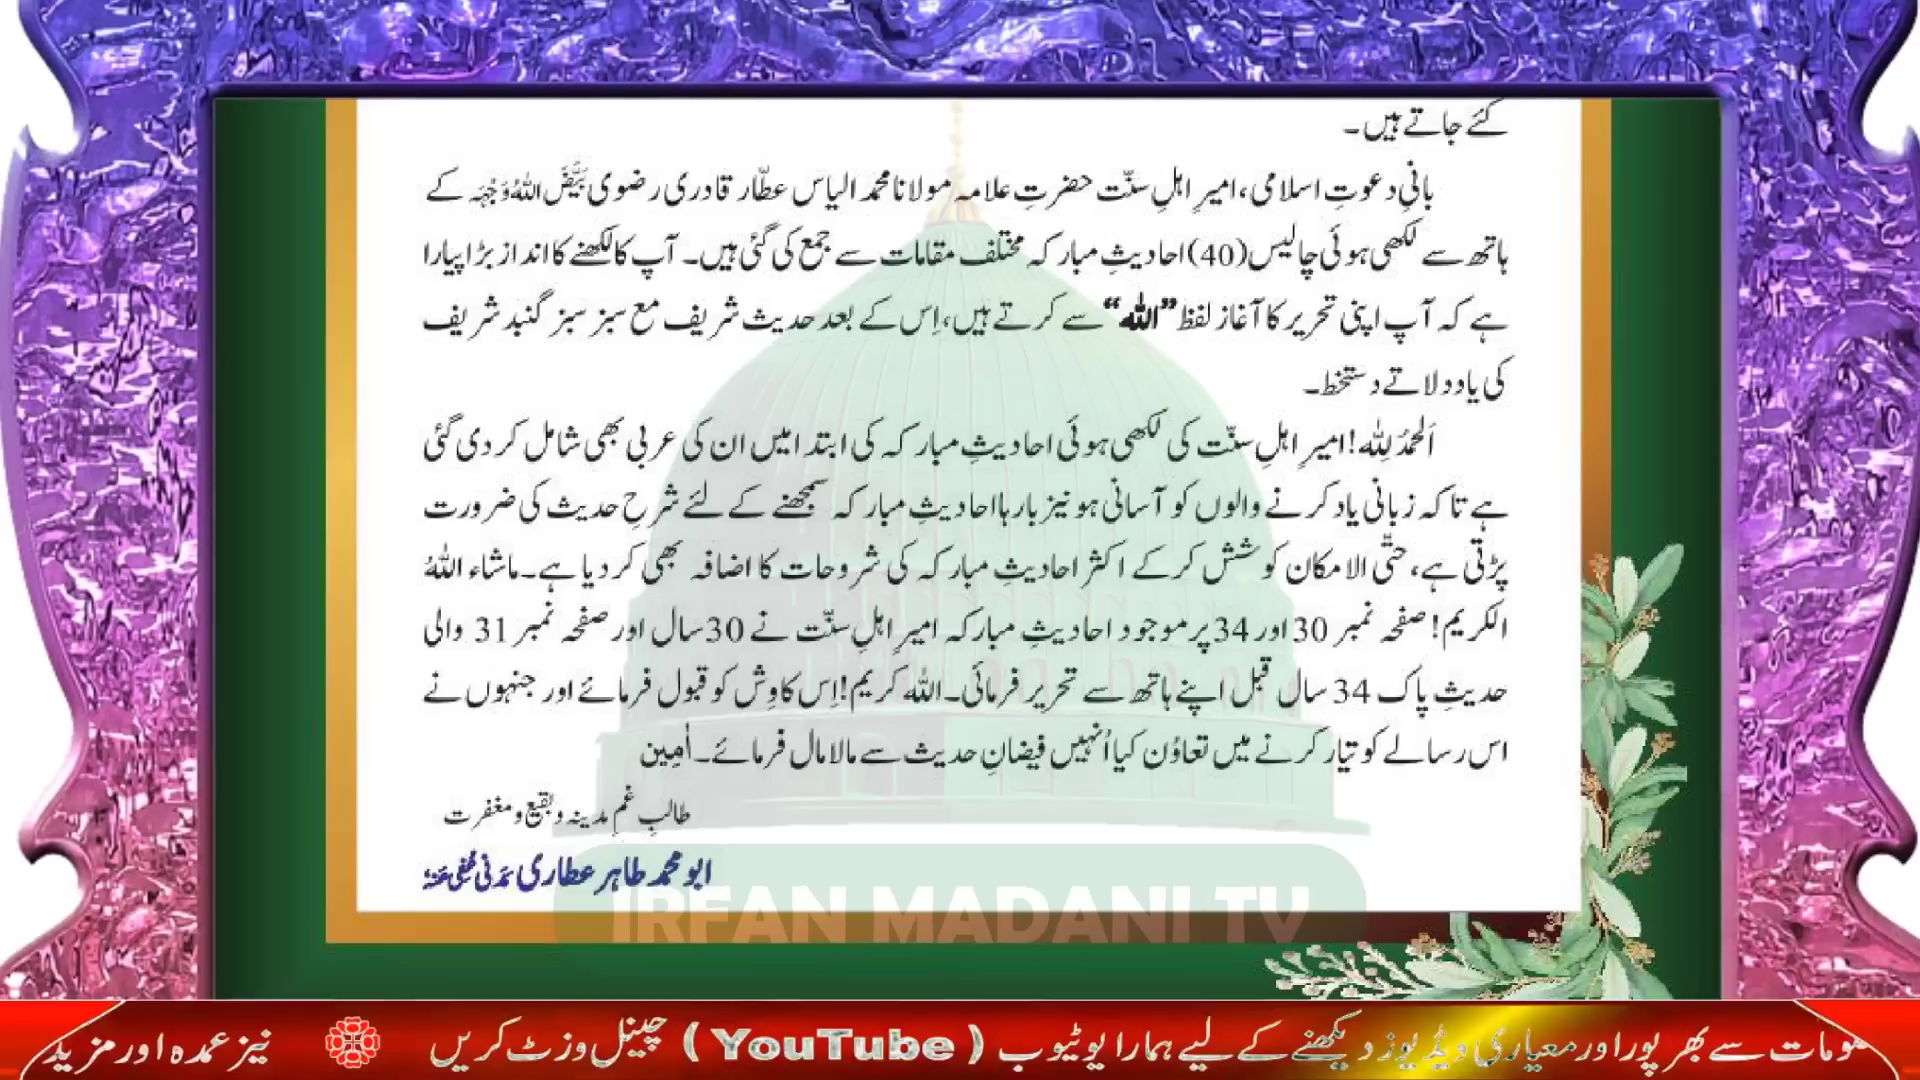 کئے جاتے ہیں۔
بانیِ دعوتِ اسلامی، امیرِ اہلِ سنّت حضرتِ علامہ مولانا محمد الیاس عطّار قادری رضوی بَیَّضَ اللہُ وَجْہَہ کے
ہاتھ سے لکھی ہوئی چالیس (40) احادیثِ مبارکہ مختلف مقامات سے جمع کی گئی ہیں۔ آپ کا لکھنے کا انداز بڑا پیارا
ہے کہ آپ اپنی تحریر کا آغاز لفظ ”اللہ“ سے کرتے ہیں، اِس کے بعد حدیث شریف مع سبز سبز گنبد شریف
کی یاد دلاتے دستخط۔
اَلحمدُ لِلّٰہ! امیرِ اہلِ سنّت کی لکھی ہوئی احادیثِ مبارکہ کی ابتدا میں ان کی عربی بھی شامل کر دی گئی
ہے تاکہ زبانی یاد کرنے والوں کو آسانی ہو نیز بارہا احادیثِ مبارکہ سمجھنے کے لئے شرحِ حدیث کی ضرورت
پڑتی ہے، حتّی الامکان کوشش کر کے اکثر احادیثِ مبارکہ کی شروحات کا اضافہ بھی کر دیا ہے۔ ماشاء اللہُ
الکریم! صفحہ نمبر 30 اور 34 پر موجود احادیثِ مبارکہ امیرِ اہلِ سنّت نے 30 سال اور صفحہ نمبر 31 والی
حدیثِ پاک 34 سال قبل اپنے ہاتھ سے تحریر فرمائی۔ اللہ کریم! اِس کاوِش کو قبول فرمائے اور جنہوں نے
اس رسالے کو تیار کرنے میں تعاوُن کیا اُنہیں فیضانِ حدیث سے مالا مال فرمائے۔ اٰمِین
طالبِ غمِ مدینہ و بقیع و مغفرت
ابو محمد طاہر عطاری مَدَنی عُفِیَ عَنْہُ
IRFAN MADANI TV
ومات سے بھرپور اور معیاری ویڈیوز دیکھنے کے لیے ہمارا یوٹیوب ( YouTube ) چینل وزٹ کریں نیز عمدہ اور مزید